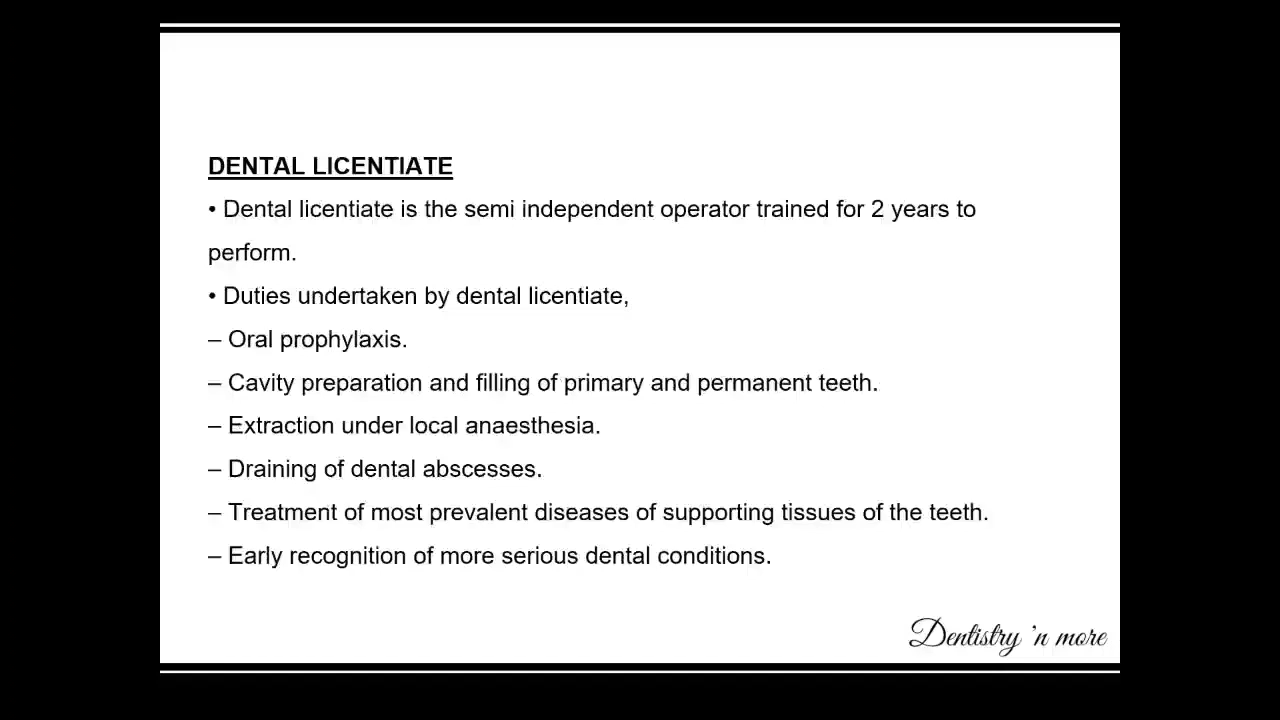 DENTAL LICENTIATE
• Dental licentiate is the semi independent operator trained for 2 years to
perform.
• Duties undertaken by dental licentiate,
– Oral prophylaxis.
– Cavity preparation and filling of primary and permanent teeth.
– Extraction under local anaesthesia.
– Draining of dental abscesses.
– Treatment of most prevalent diseases of supporting tissues of the teeth.
– Early recognition of more serious dental conditions.
Dentistry 'n more